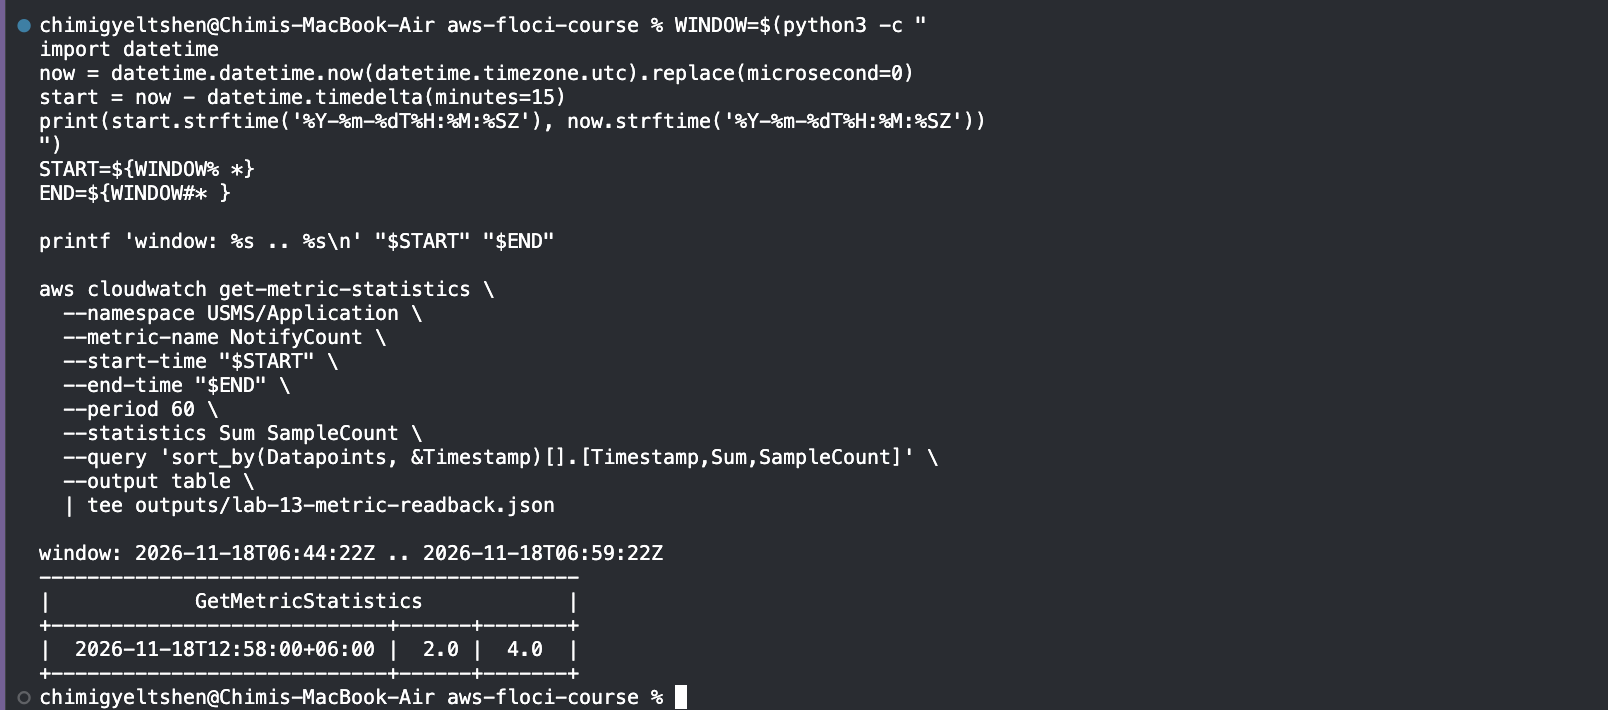 chimigyeltshen@Chimis-MacBook-Air aws-floci-course % WINDOW=$(python3 -c "
import datetime
now = datetime.datetime.now(datetime.timezone.utc).replace(microsecond=0)
start = now - datetime.timedelta(minutes=15)
print(start.strftime('%Y-%m-%dT%H:%M:%SZ'), now.strftime('%Y-%m-%dT%H:%M:%SZ'))
")
START=${WINDOW% *}
END=${WINDOW#* }

printf 'window: %s .. %s\n' "$START" "$END"

aws cloudwatch get-metric-statistics \
  --namespace USMS/Application \
  --metric-name NotifyCount \
  --start-time "$START" \
  --end-time "$END" \
  --period 60 \
  --statistics Sum SampleCount \
  --query 'sort_by(Datapoints, &Timestamp)[].[Timestamp,Sum,SampleCount]' \
  --output table \
  | tee outputs/lab-13-metric-readback.json

window: 2026-11-18T06:44:22Z .. 2026-11-18T06:59:22Z
---------------------------------------------
|            GetMetricStatistics            |
+----------------------------+------+-------+
|  2026-11-18T12:58:00+06:00 |  2.0 |  4.0  |
+----------------------------+------+-------+
chimigyeltshen@Chimis-MacBook-Air aws-floci-course %